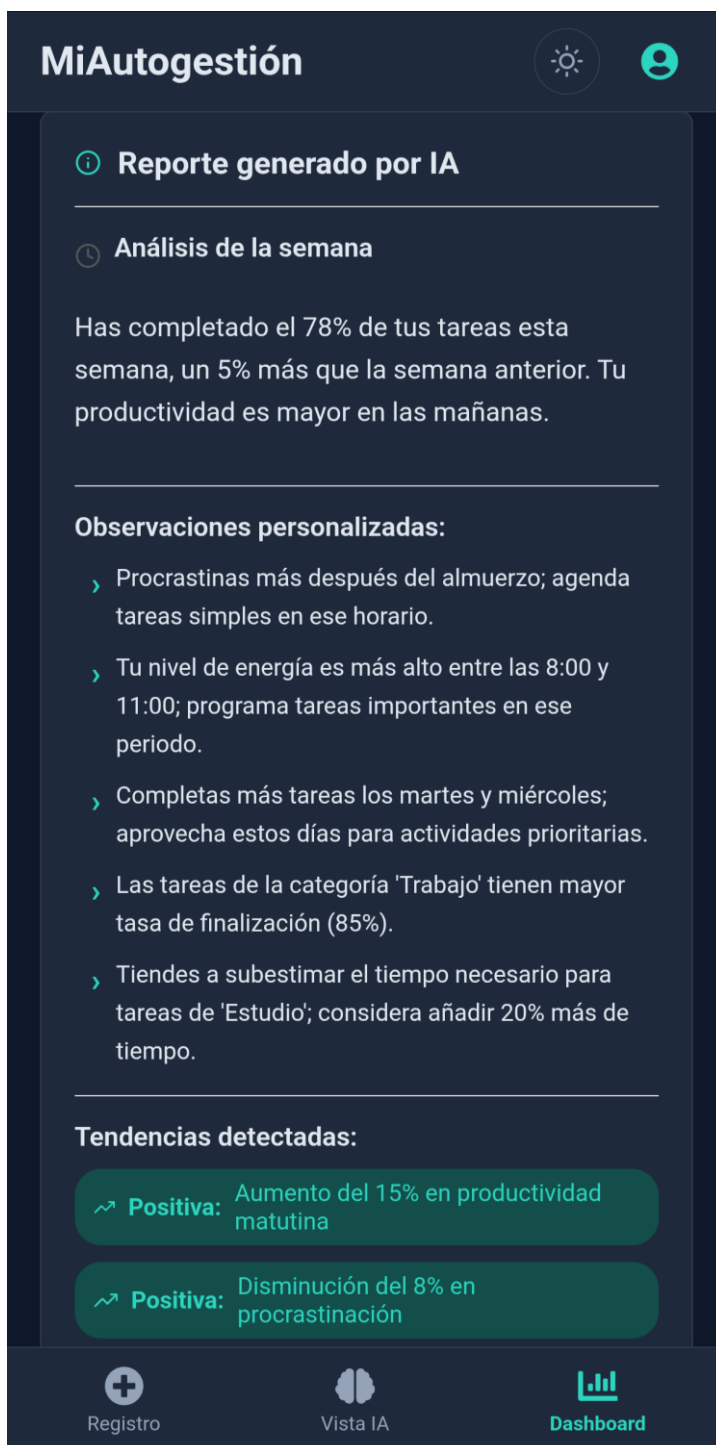 MiAutogestión
Reporte generado por IA
Análisis de la semana
Has completado el 78% de tus tareas esta
semana, un 5% más que la semana anterior. Tu
productividad es mayor en las mañanas.
Observaciones personalizadas:
Procrastinas más después del almuerzo; agenda
tareas simples en ese horario.
Tu nivel de energía es más alto entre las 8:00 y
11:00; programa tareas importantes en ese
periodo.
Completas más tareas los martes y miércoles;
aprovecha estos días para actividades prioritarias.
Las tareas de la categoría 'Trabajo' tienen mayor
tasa de finalización (85%).
Tiendes a subestimar el tiempo necesario para
tareas de 'Estudio'; considera añadir 20% más de
tiempo.
Tendencias detectadas:
Positiva: Aumento del 15% en productividad
matutina
Positiva: Disminución del 8% en
procrastinación
Registro
Vista IA
Dashboard